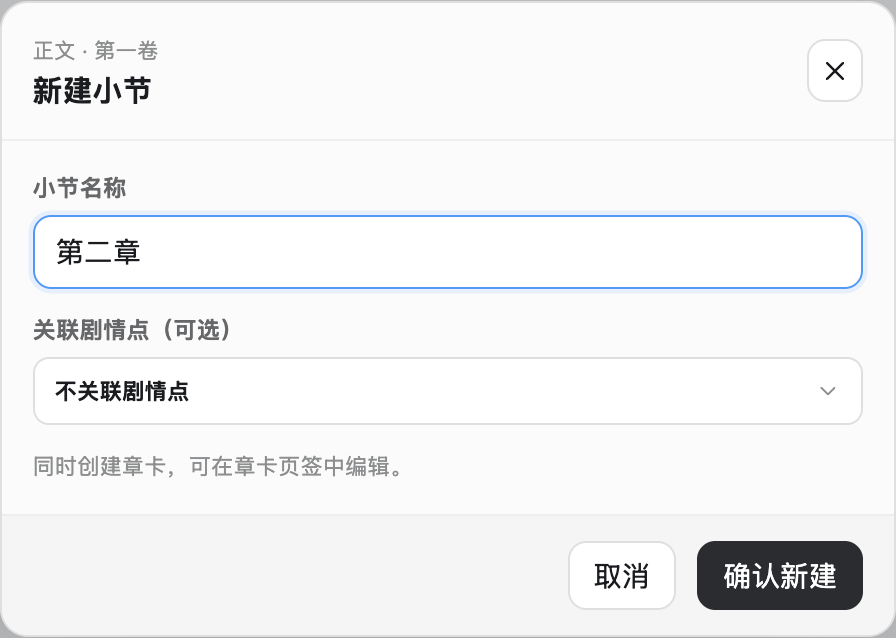 正文 · 第一卷
新建小节
小节名称
第二章
关联剧情点（可选）
不关联剧情点
同时创建章卡，可在章卡页签中编辑。
取消
确认新建